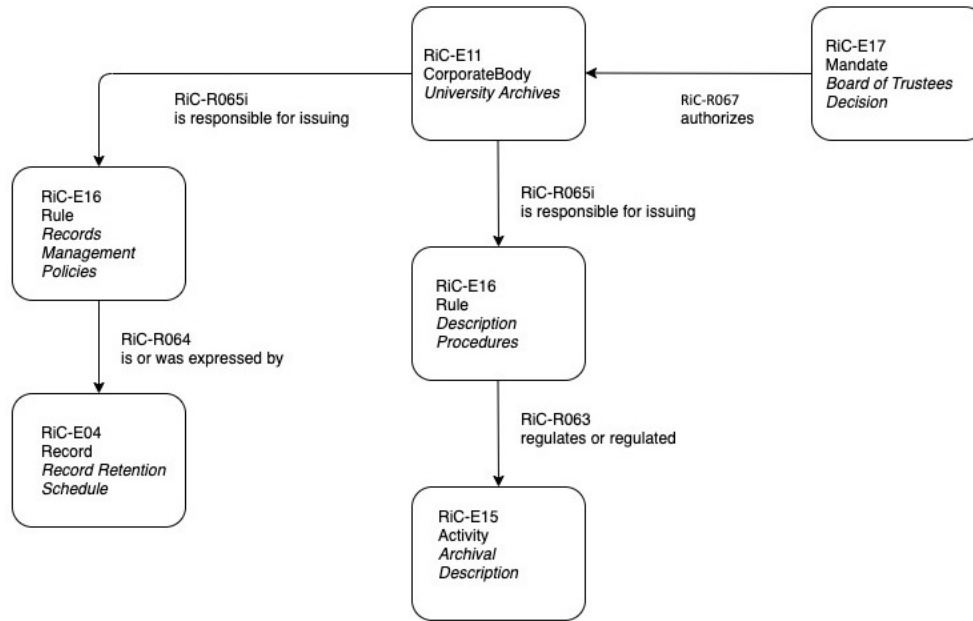 RiC-E11
CorporateBody
University Archives
RiC-E17
Mandate
Board of Trustees
Decision
RiC-R067
authorizes
RiC-R065i
is responsible for issuing
RiC-E16
Rule
Records
Management
Policies
RiC-R065i
is responsible for issuing
RiC-E16
Rule
Description
Procedures
RiC-R064
is or was expressed by
RiC-E04
Record
Record Retention
Schedule
RiC-R063
regulates or regulated
RiC-E15
Activity
Archival
Description